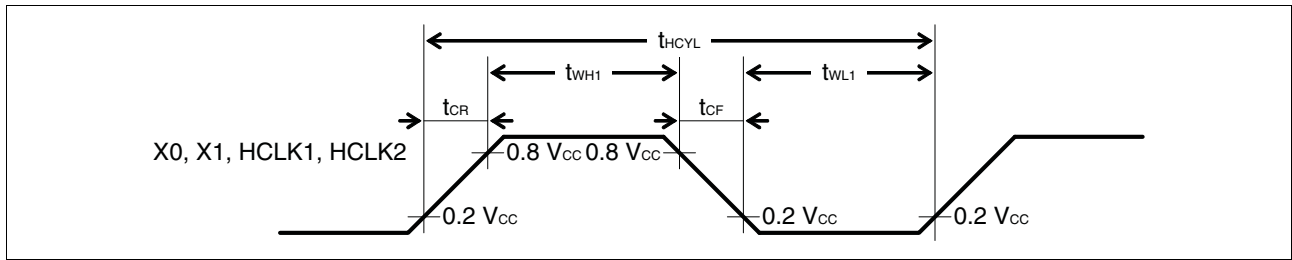 tHCYL
tWH1
tWL1
tCR
tCF
X0, X1, HCLK1, HCLK2
0.8 VCC 0.8 VCC
0.2 VCC
0.2 VCC
0.2 VCC